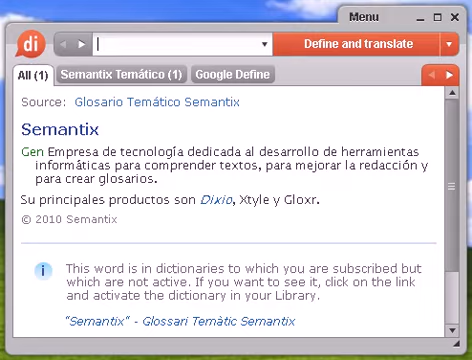 Menu
di
Define and translate
All (1)
Semantix Temático (1)
Google Define
Source: Glosario Temático Semantix
Semantix
Gen Empresa de tecnología dedicada al desarrollo de herramientas
informáticas para comprender textos, para mejorar la redacción y
para crear glosarios.
Su principales productos son Dixio, Xtyle y Gloxr.
© 2010 Semantix
i
This word is in dictionaries to which you are subscribed but
which are not active. If you want to see it, click on the link
and activate the dictionary in your Library.
"Semantix" - Glossari Temàtic Semantix